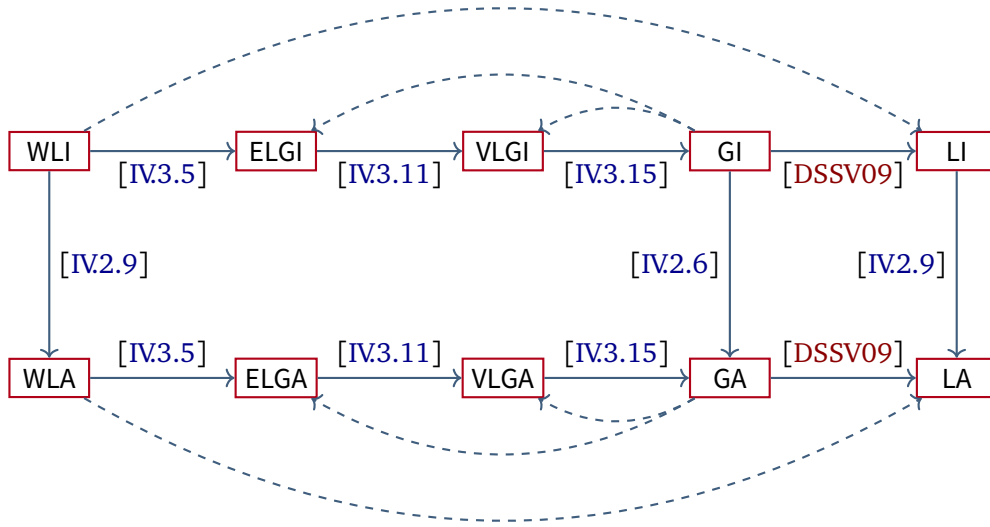 WLI ELGI VLGI GI LI
[IV.3.5] [IV.3.11] [IV.3.15] [DSSV09]
[IV.2.9] [IV.2.6] [IV.2.9]
[IV.3.5] [IV.3.11] [IV.3.15] [DSSV09]
WLA ELGA VLGA GA LA